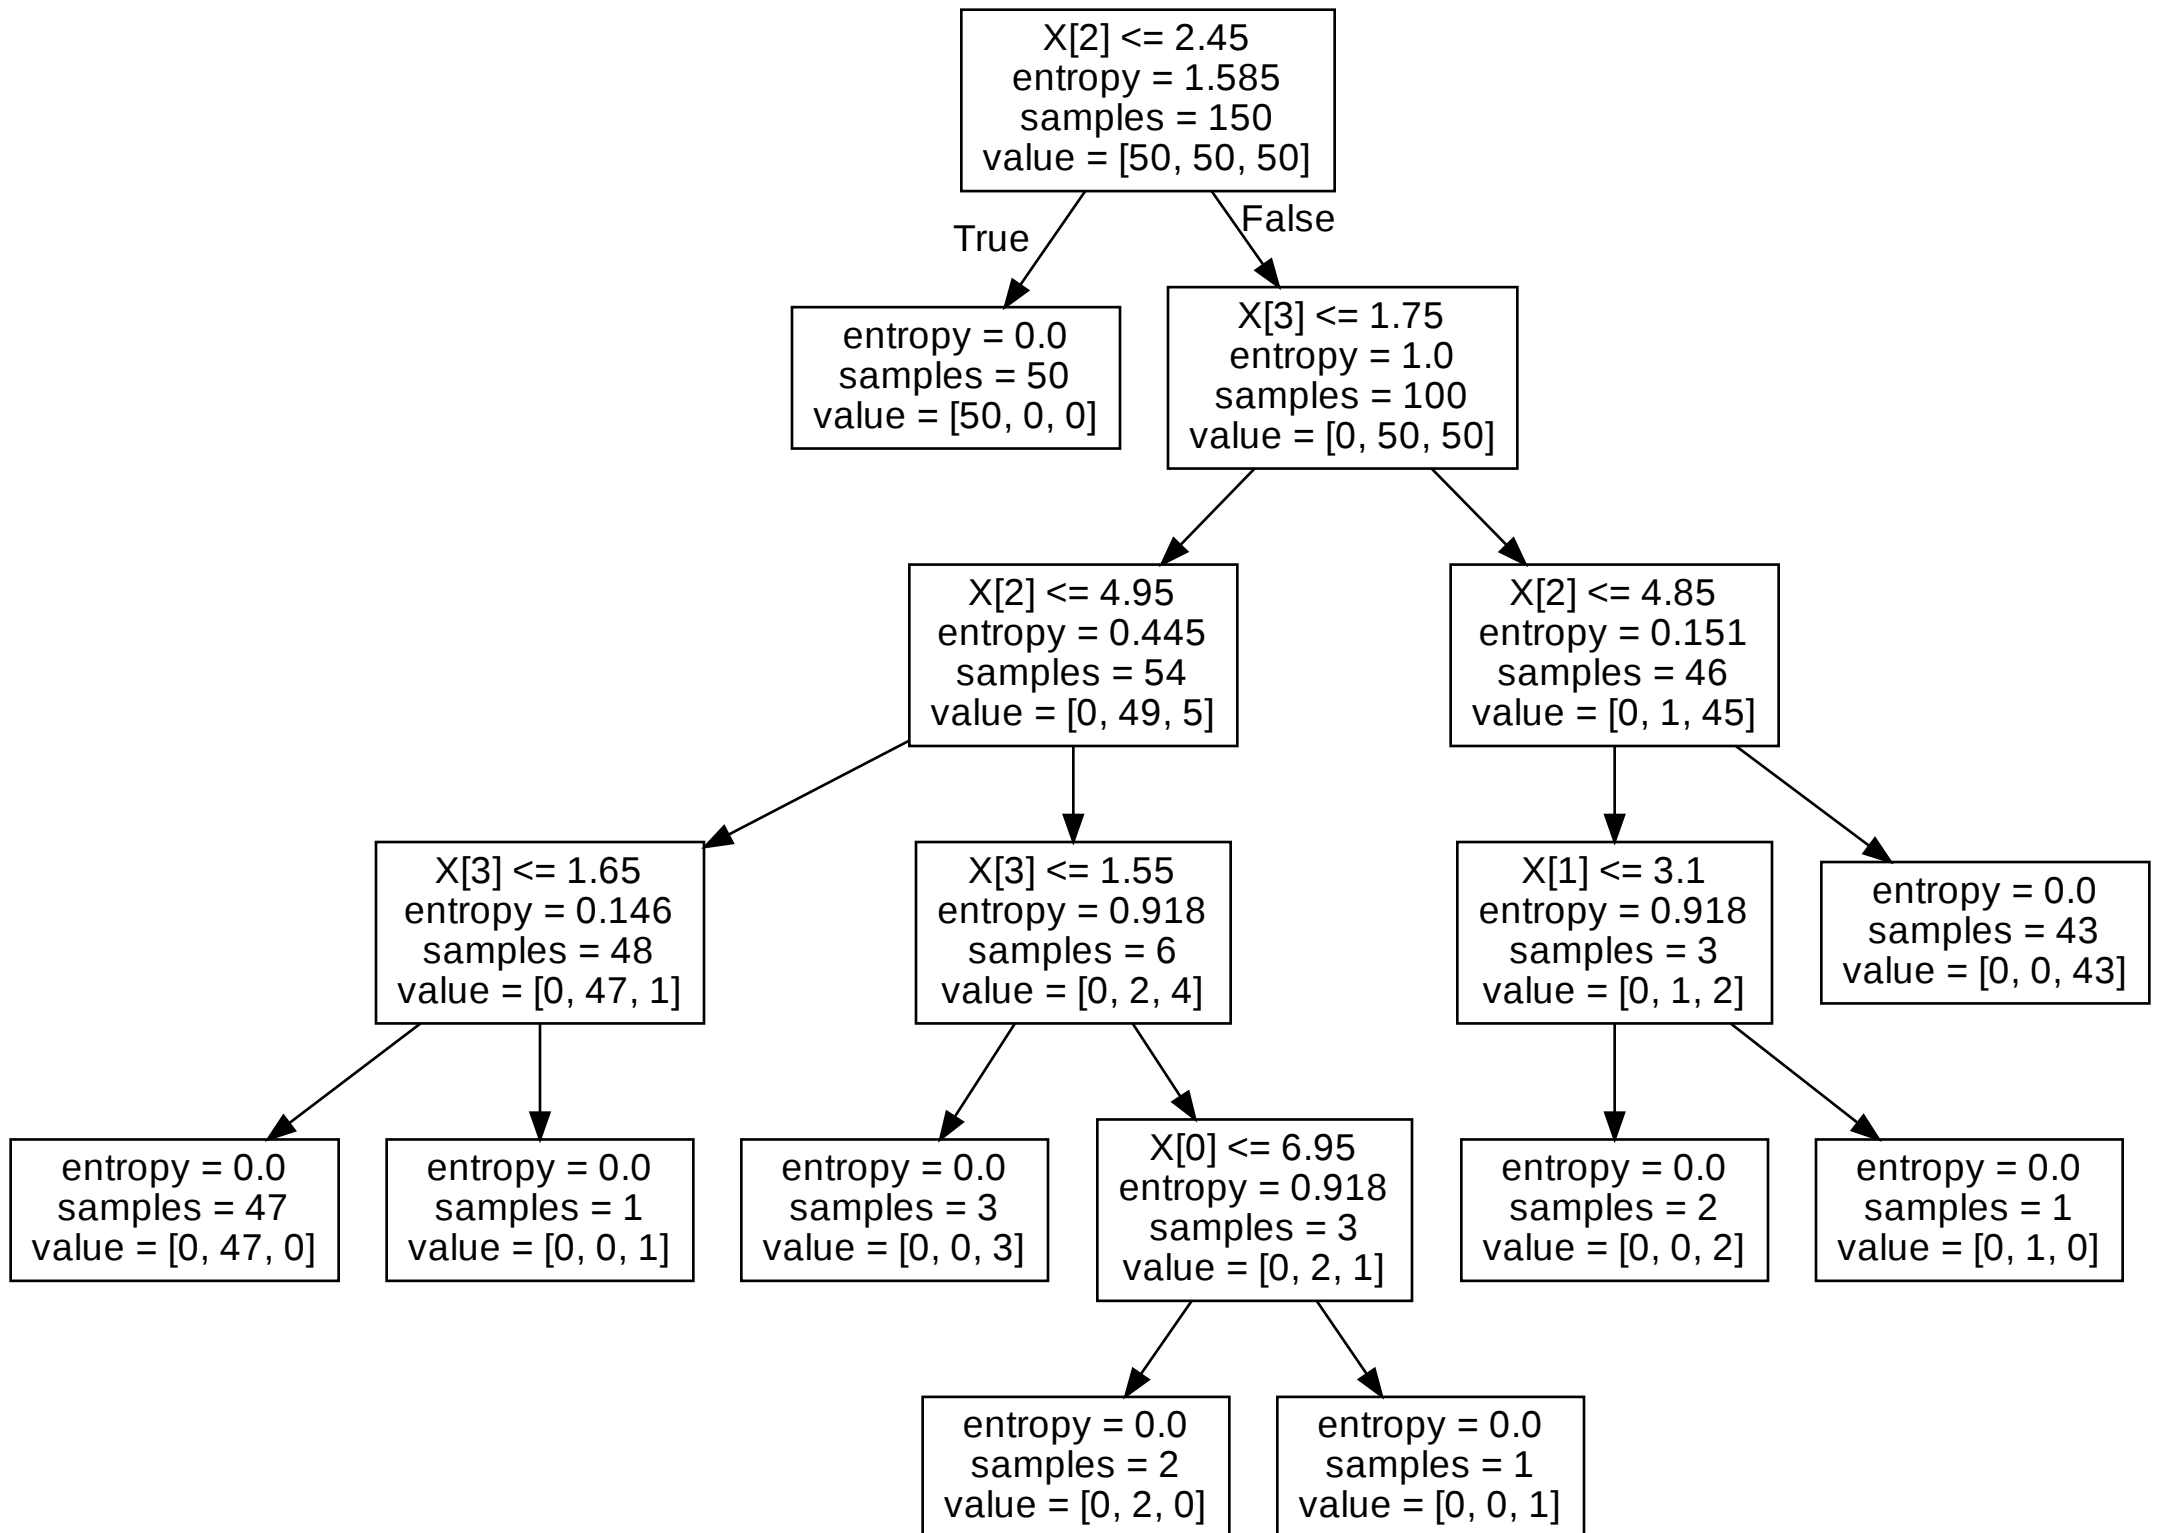 X[2] <= 2.45
entropy = 1.585
samples = 150
value = [50, 50, 50]
True
False
entropy = 0.0
samples = 50
value = [50, 0, 0]
X[3] <= 1.75
entropy = 1.0
samples = 100
value = [0, 50, 50]
X[2] <= 4.95
entropy = 0.445
samples = 54
value = [0, 49, 5]
X[2] <= 4.85
entropy = 0.151
samples = 46
value = [0, 1, 45]
X[3] <= 1.65
entropy = 0.146
samples = 48
value = [0, 47, 1]
X[3] <= 1.55
entropy = 0.918
samples = 6
value = [0, 2, 4]
X[1] <= 3.1
entropy = 0.918
samples = 3
value = [0, 1, 2]
entropy = 0.0
samples = 43
value = [0, 0, 43]
entropy = 0.0
samples = 47
value = [0, 47, 0]
entropy = 0.0
samples = 1
value = [0, 0, 1]
entropy = 0.0
samples = 3
value = [0, 0, 3]
X[0] <= 6.95
entropy = 0.918
samples = 3
value = [0, 2, 1]
entropy = 0.0
samples = 2
value = [0, 0, 2]
entropy = 0.0
samples = 1
value = [0, 1, 0]
entropy = 0.0
samples = 2
value = [0, 2, 0]
entropy = 0.0
samples = 1
value = [0, 0, 1]